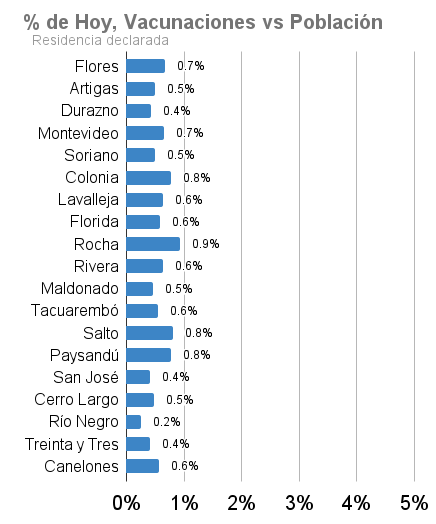 % de Hoy, Vacunaciones vs Población
Residencia declarada
Flores 0.7%
Artigas 0.5%
Durazno 0.4%
Montevideo 0.7%
Soriano 0.5%
Colonia 0.8%
Lavalleja 0.6%
Florida 0.6%
Rocha 0.9%
Rivera 0.6%
Maldonado 0.5%
Tacuarembó 0.6%
Salto 0.8%
Paysandú 0.8%
San José 0.4%
Cerro Largo 0.5%
Río Negro 0.2%
Treinta y Tres 0.4%
Canelones 0.6%
0% 1% 2% 3% 4% 5%